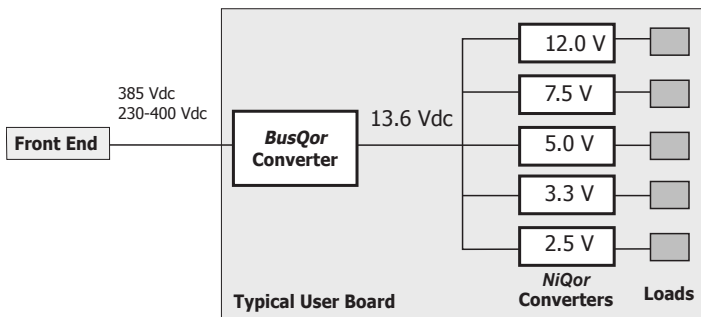 385 Vdc
230-400 Vdc
Front End
BusQor
Converter
13.6 Vdc
12.0 V
7.5 V
5.0 V
3.3 V
2.5 V
NiQor
Converters
Loads
Typical User Board